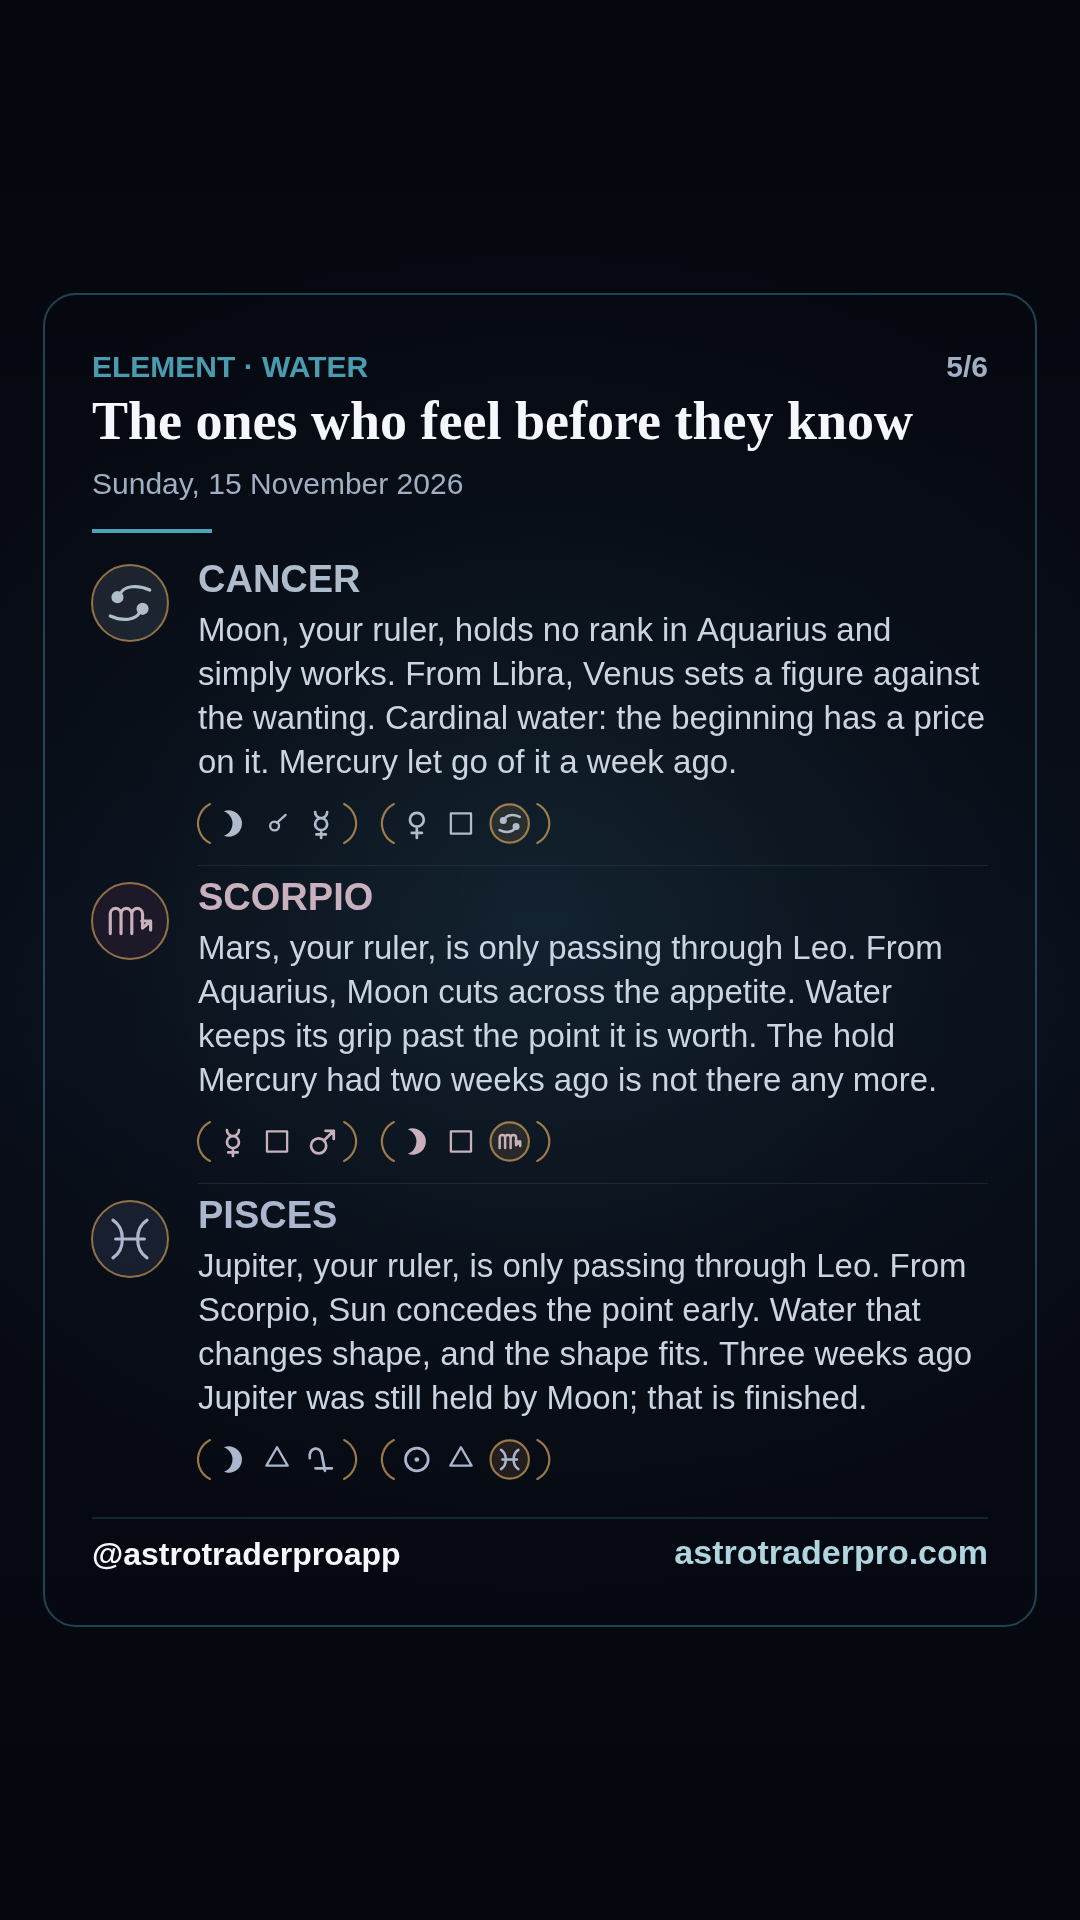 ELEMENT · WATER
5/6
The ones who feel before they know
Sunday, 15 November 2026
CANCER
Moon, your ruler, holds no rank in Aquarius and
simply works. From Libra, Venus sets a figure against
the wanting. Cardinal water: the beginning has a price
on it. Mercury let go of it a week ago.
SCORPIO
Mars, your ruler, is only passing through Leo. From
Aquarius, Moon cuts across the appetite. Water
keeps its grip past the point it is worth. The hold
Mercury had two weeks ago is not there any more.
PISCES
Jupiter, your ruler, is only passing through Leo. From
Scorpio, Sun concedes the point early. Water that
changes shape, and the shape fits. Three weeks ago
Jupiter was still held by Moon; that is finished.
@astrotraderproapp
astrotraderpro.com